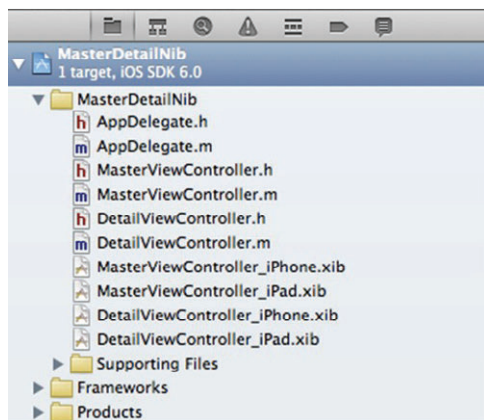 MasterDetailNib
1 target, iOS SDK 6.0
MasterDetailNib
h AppDelegate.h
m AppDelegate.m
h MasterViewController.h
m MasterViewController.m
h DetailViewController.h
m DetailViewController.m
MasterViewController_iPhone.xib
MasterViewController_iPad.xib
DetailViewController_iPhone.xib
DetailViewController_iPad.xib
Supporting Files
Frameworks
Products